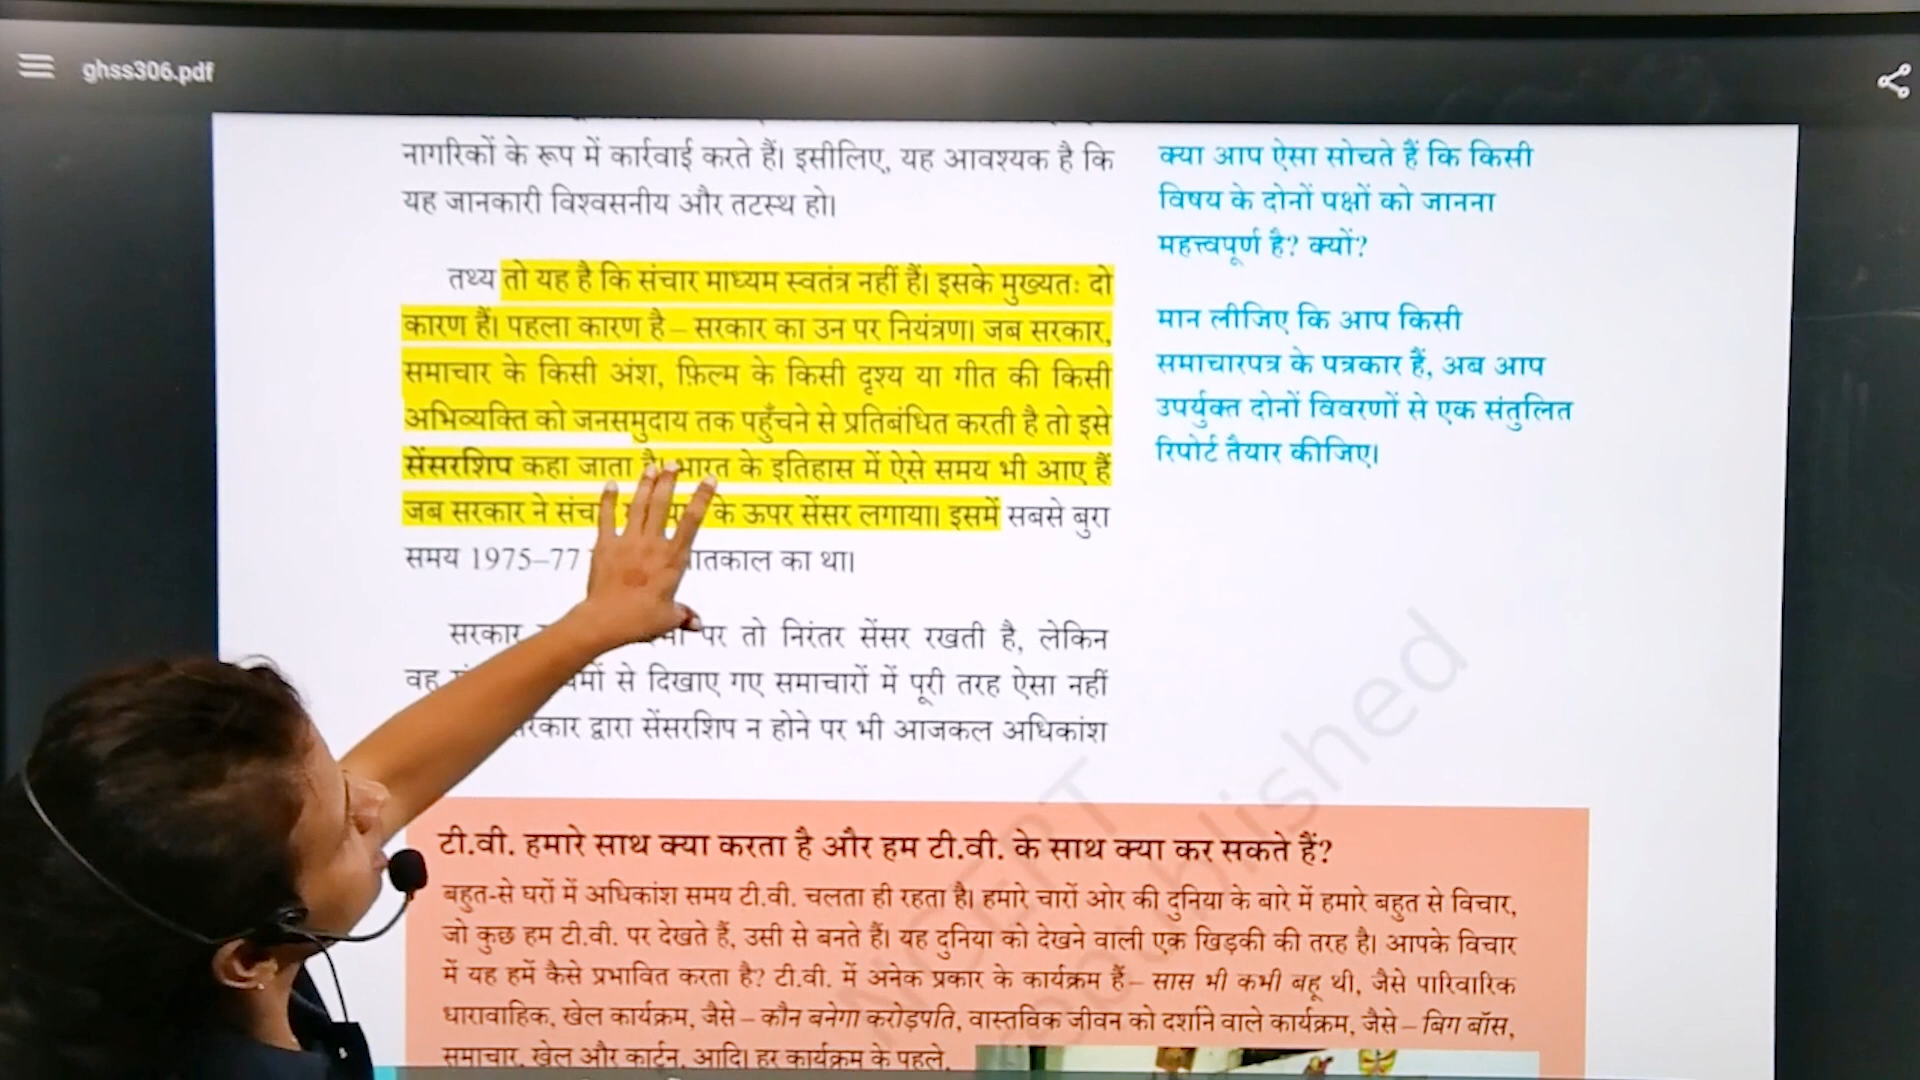 ghss306.pdf
नागरिकों के रूप में कार्रवाई करते हैं। इसीलिए, यह आवश्यक है कि
यह जानकारी विश्वसनीय और तटस्थ हो।
तथ्य तो यह है कि संचार माध्यम स्वतंत्र नहीं हैं। इसके मुख्यतः दो
कारण हैं। पहला कारण है – सरकार का उन पर नियंत्रण। जब सरकार,
समाचार के किसी अंश, फ़िल्म के किसी दृश्य या गीत की किसी
अभिव्यक्ति को जनसमुदाय तक पहुँचने से प्रतिबंधित करती है तो इसे
सेंसरशिप कहा जाता है। भारत के इतिहास में ऐसे समय भी आए हैं
जब सरकार ने के ऊपर सेंसर लगाया। इसमें सबसे बुरा
समय 1975–77 का था।
सरकार पर तो निरंतर सेंसर रखती है, लेकिन
वह से दिखाए गए समाचारों में पूरी तरह ऐसा नहीं
द्वारा सेंसरशिप न होने पर भी आजकल अधिकांश
क्या आप ऐसा सोचते हैं कि किसी
विषय के दोनों पक्षों को जानना
महत्त्वपूर्ण है? क्यों?
मान लीजिए कि आप किसी
समाचारपत्र के पत्रकार हैं, अब आप
उपर्युक्त दोनों विवरणों से एक संतुलित
रिपोर्ट तैयार कीजिए।
टी.वी. हमारे साथ क्या करता है और हम टी.वी. के साथ क्या कर सकते हैं?
बहुत-से घरों में अधिकांश समय टी.वी. चलता ही रहता है। हमारे चारों ओर की दुनिया के बारे में हमारे बहुत से विचार,
जो कुछ हम टी.वी. पर देखते हैं, उसी से बनते हैं। यह दुनिया को देखने वाली एक खिड़की की तरह है। आपके विचार
में यह हमें कैसे प्रभावित करता है? टी.वी. में अनेक प्रकार के कार्यक्रम हैं – सास भी कभी बहू थी, जैसे पारिवारिक
धारावाहिक, खेल कार्यक्रम, जैसे – कौन बनेगा करोड़पति, वास्तविक जीवन को दर्शाने वाले कार्यक्रम, जैसे – बिग बॉस,
समाचार, खेल और कार्टून, आदि। हर कार्यक्रम के पहले,
NCERT